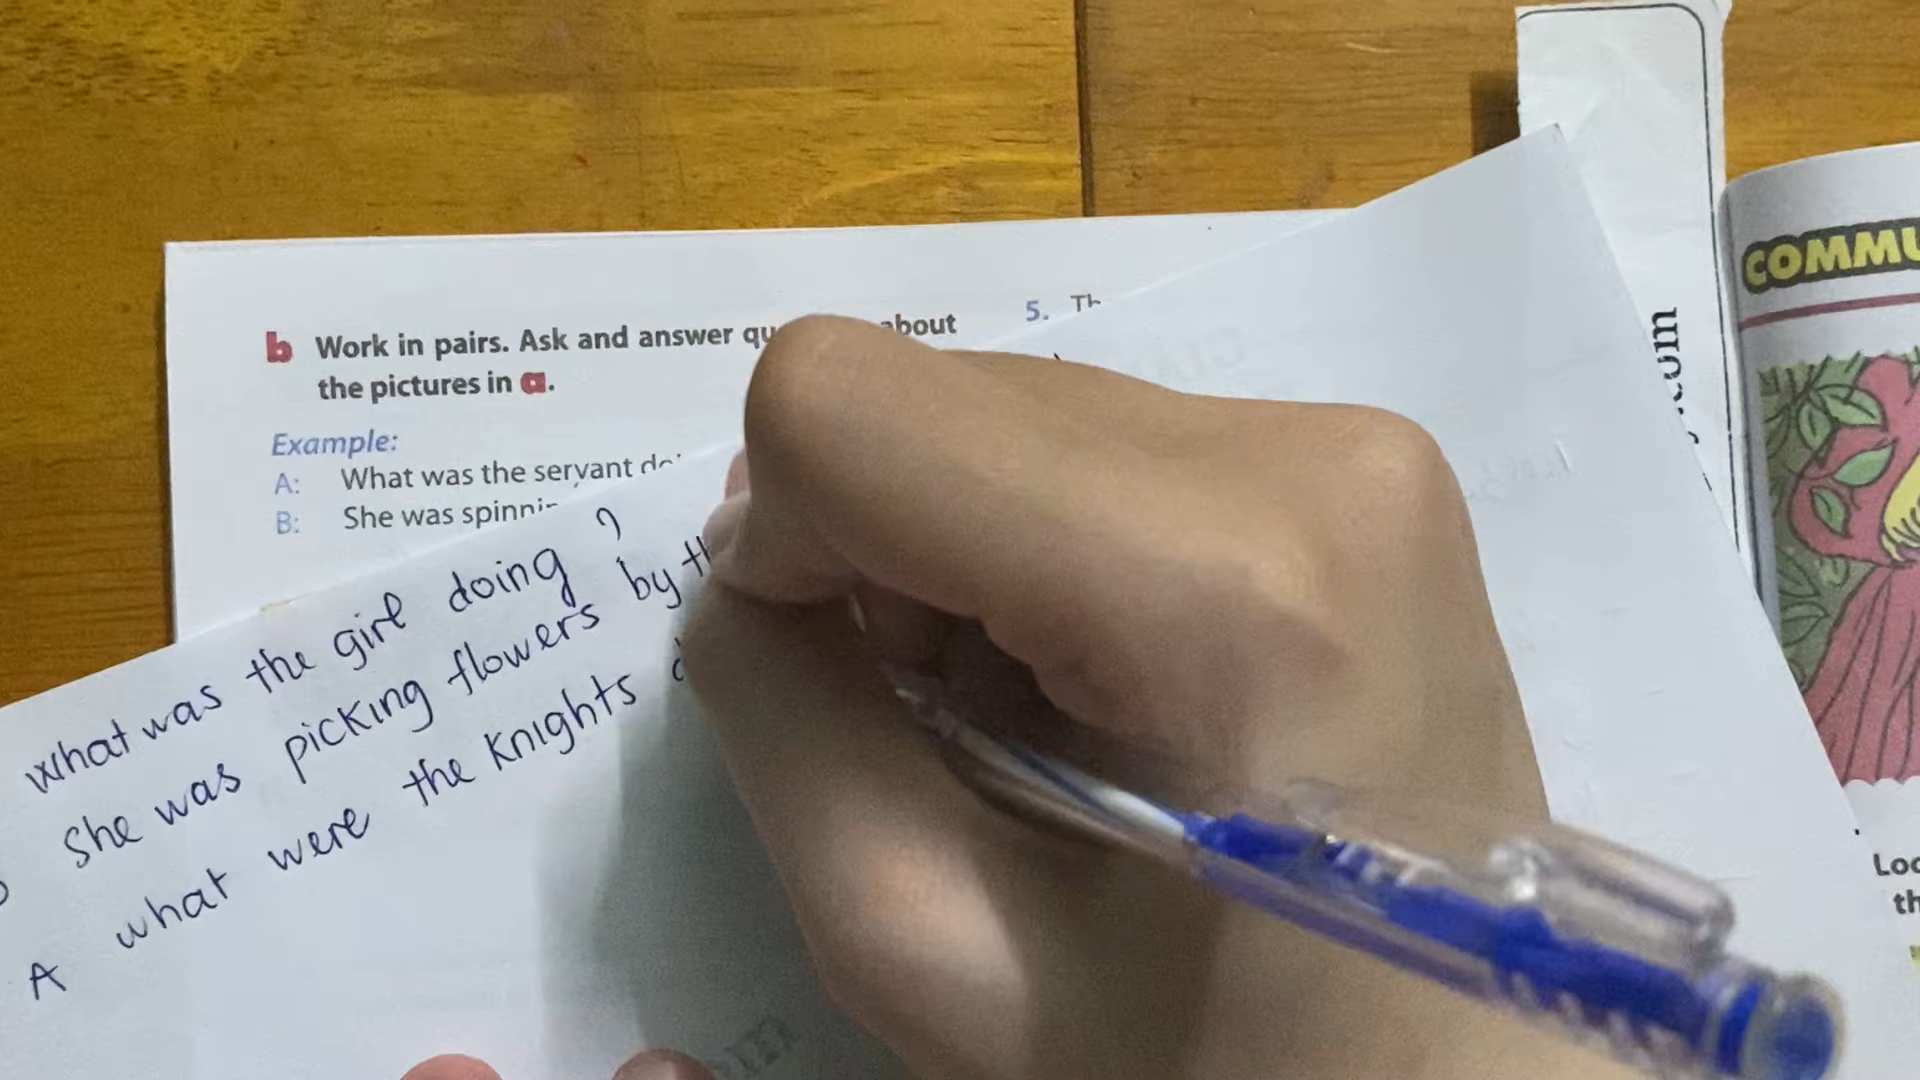 b Work in pairs. Ask and answer about
the pictures in a.
Example:
A: What was the servant
B: She was
5.
What was the girl doing ?
She was picking flowers by
A what were the Knights
COMMU